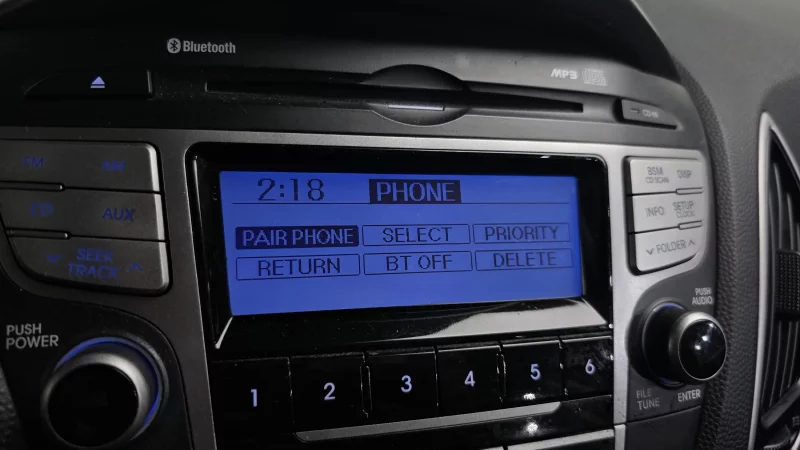 Bluetooth
MP3
FM AM
CD AUX
SEEK
TRACK
PUSH
POWER
2:18 PHONE
PAIR PHONE SELECT PRIORITY
RETURN BT OFF DELETE
BSM DISP
CD SCAN
INFO SETUP
CLOCK
FOLDER
PUSH
AUDIO
1 2 3 4 5 6
FILE
TUNE
ENTER